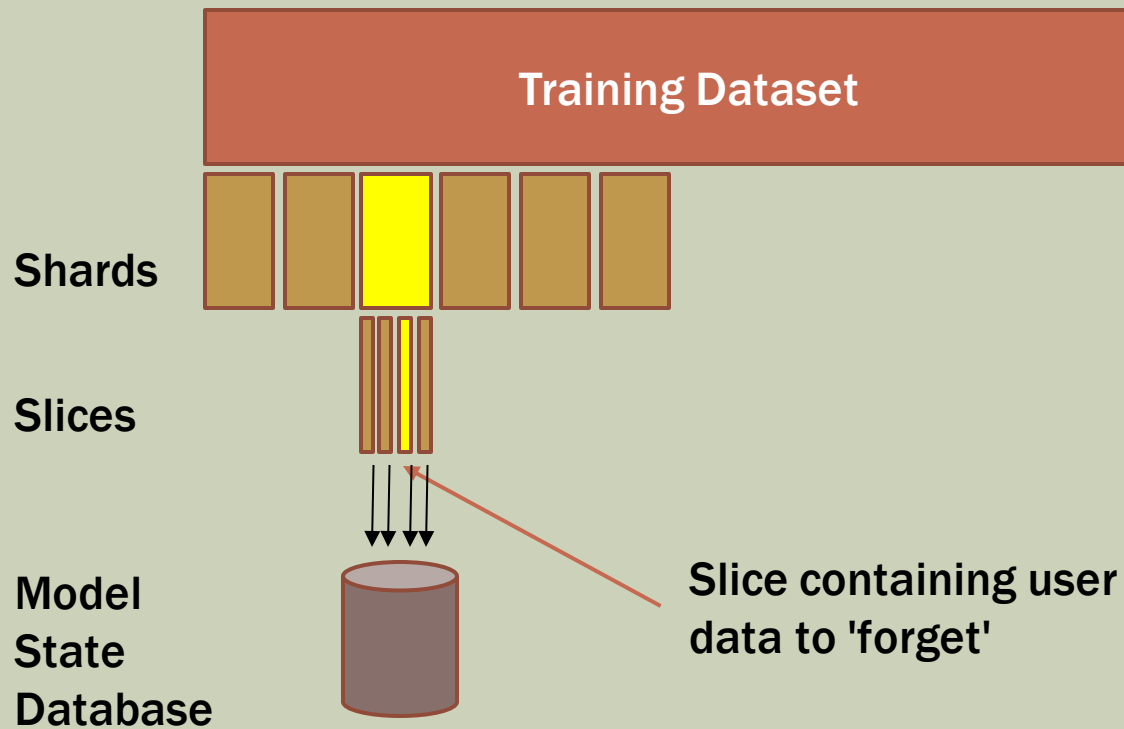 Training Dataset
Shards
Slices
Model
State
Database
Slice containing user
data to 'forget'